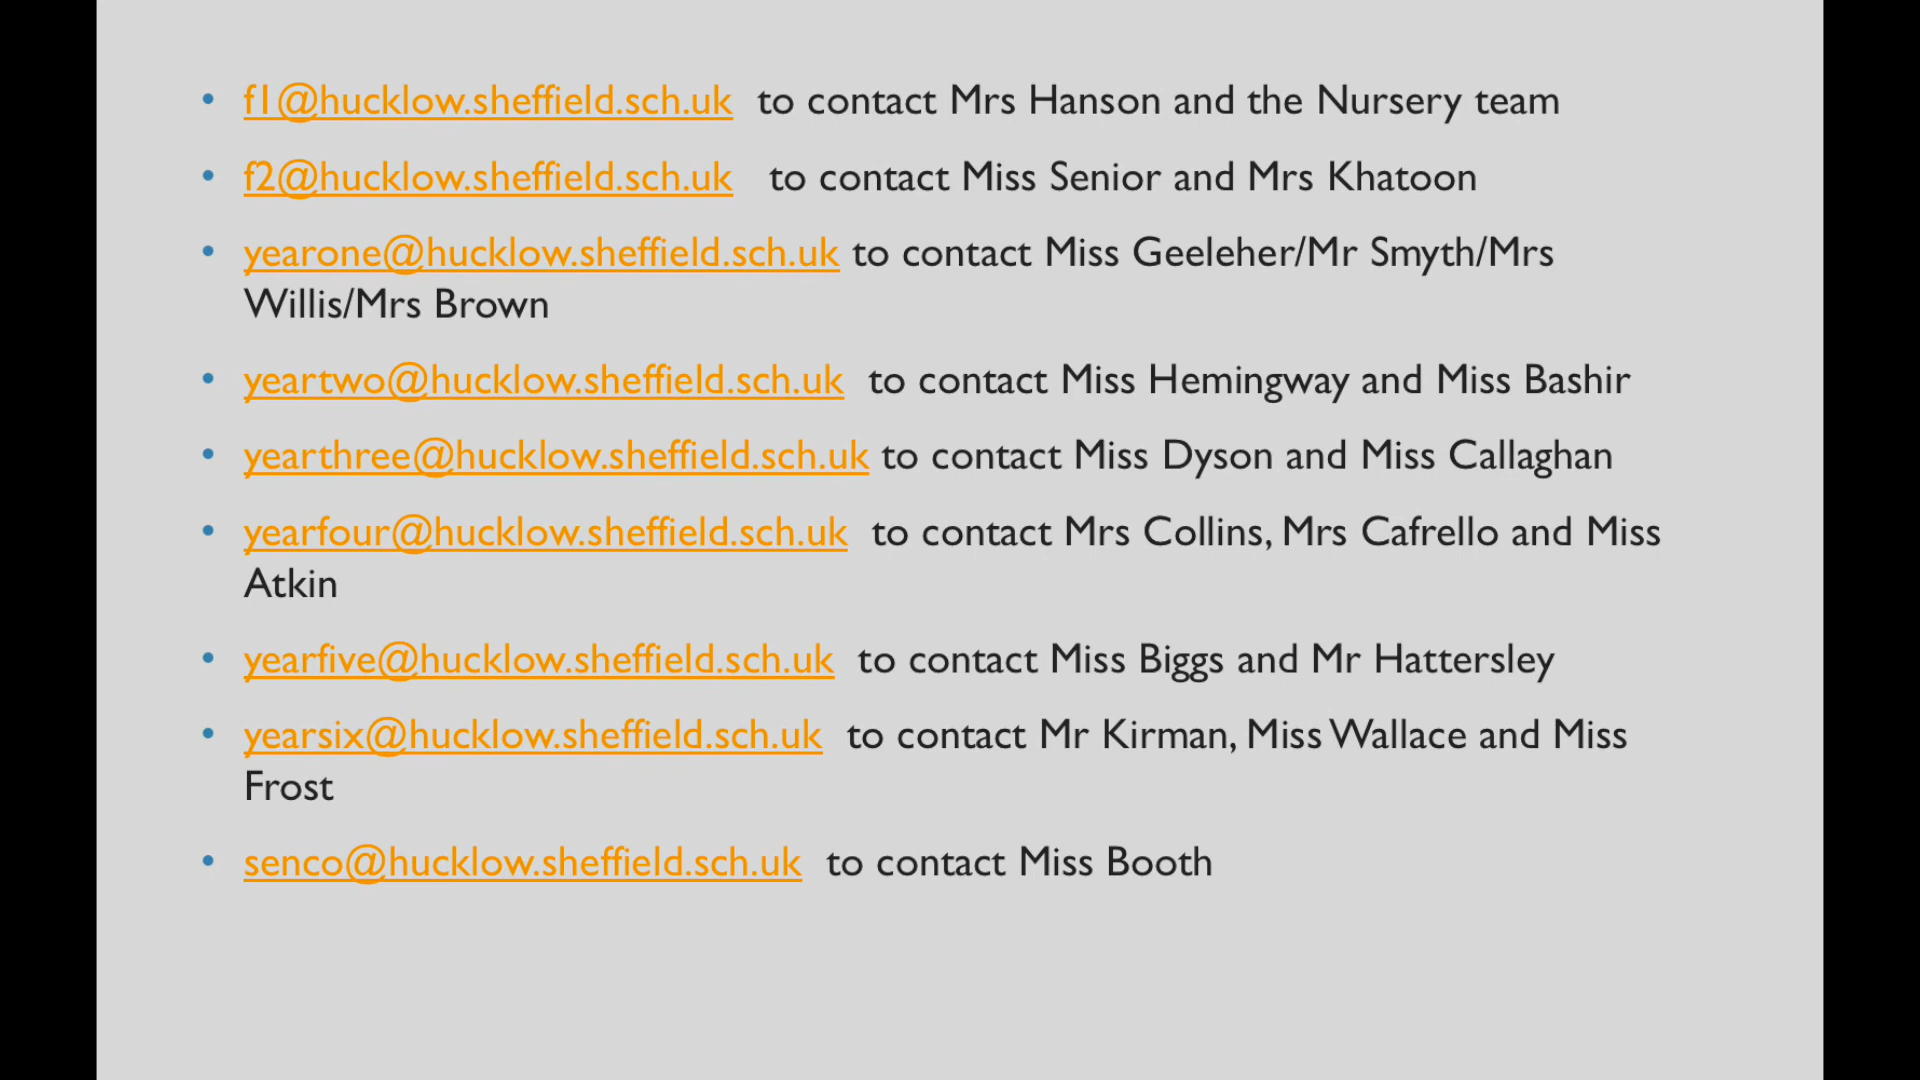 • f1@hucklow.sheffield.sch.uk to contact Mrs Hanson and the Nursery team
• f2@hucklow.sheffield.sch.uk to contact Miss Senior and Mrs Khatoon
• yearone@hucklow.sheffield.sch.uk to contact Miss Geeleher/Mr Smyth/Mrs
Willis/Mrs Brown
• yeartwo@hucklow.sheffield.sch.uk to contact Miss Hemingway and Miss Bashir
• yearthree@hucklow.sheffield.sch.uk to contact Miss Dyson and Miss Callaghan
• yearfour@hucklow.sheffield.sch.uk to contact Mrs Collins, Mrs Cafrello and Miss
Atkin
• yearfive@hucklow.sheffield.sch.uk to contact Miss Biggs and Mr Hattersley
• yearsix@hucklow.sheffield.sch.uk to contact Mr Kirman, Miss Wallace and Miss
Frost
• senco@hucklow.sheffield.sch.uk to contact Miss Booth